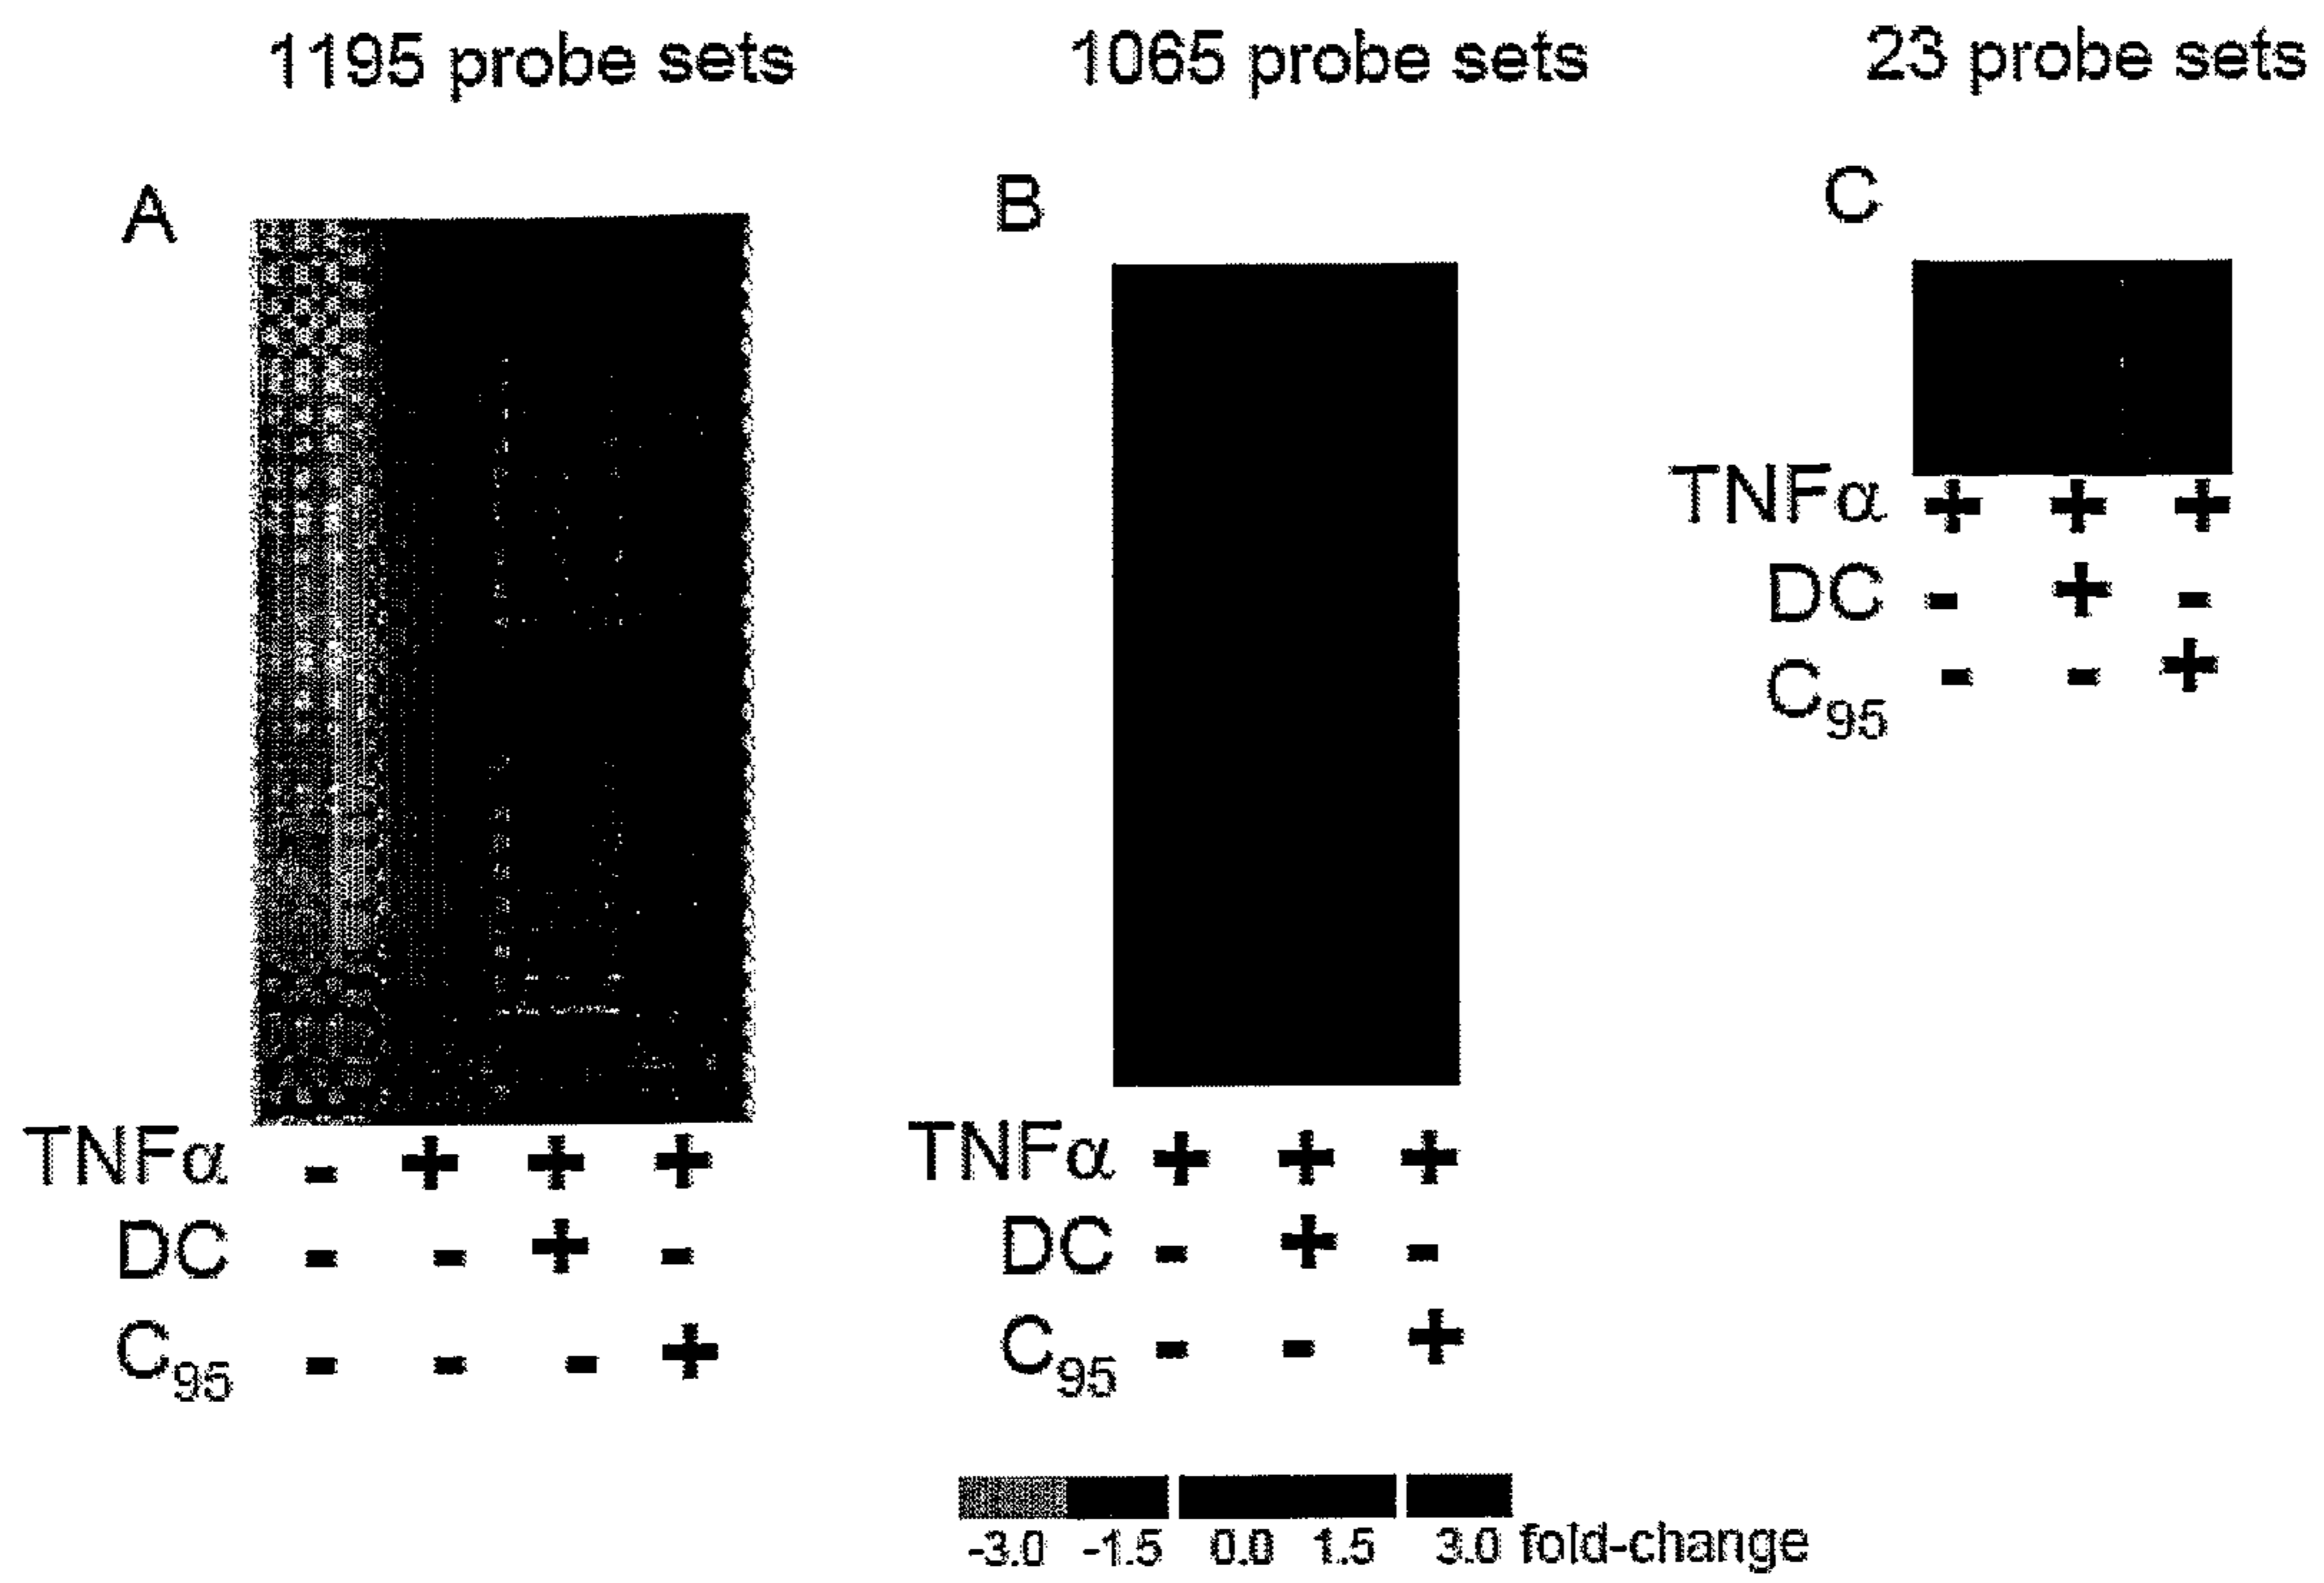 1195 probe sets
1065 probe sets
23 probe sets
A
B
C
TNFα + + +
DC - + -
C95 - - +
TNFα - + + +
DC - - + -
C95 - - - +
TNFα + + +
DC - + -
C95 - - +
-3.0 -1.5 0.0 1.5 3.0 fold-change